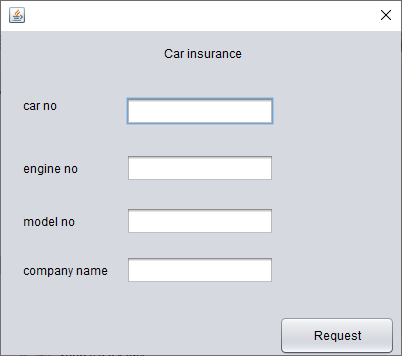 Car insurance
car no
engine no
model no
company name
Request